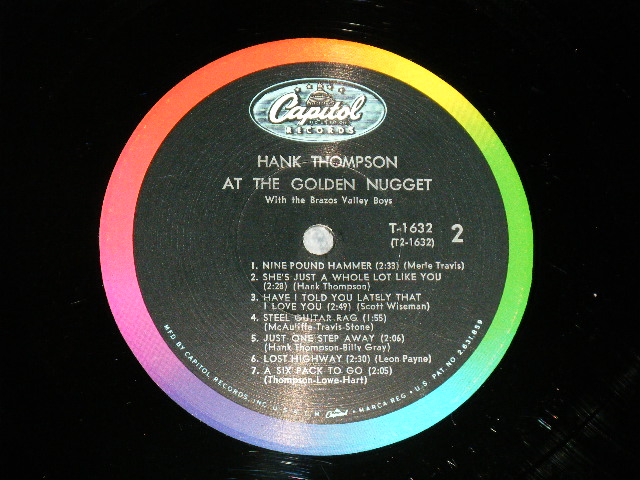 Capitol
RECORDS
HANK THOMPSON
AT THE GOLDEN NUGGET
With the Brazos Valley Boys
T-1632
(T2-1632)
2
1. NINE POUND HAMMER (2:33) (Merle Travis)
2. SHE'S JUST A WHOLE LOT LIKE YOU
(2:28) (Hank Thompson)
3. HAVE I TOLD YOU LATELY THAT
I LOVE YOU (2:49) (Scott Wiseman)
4. STEEL GUITAR RAG (1:55)
(McAuliffe-Travis-Stone)
5. JUST ONE STEP AWAY (2:06)
(Hank Thompson-Billy Gray)
6. LOST HIGHWAY (2:30) (Leon Payne)
7. A SIX PACK TO GO (2:05)
(Thompson-Lowe-Hart)
MFD BY CAPITOL RECORDS, INC. U.S. Capitol • MARCA REG • U.S. PAT. NO. 2,631,859